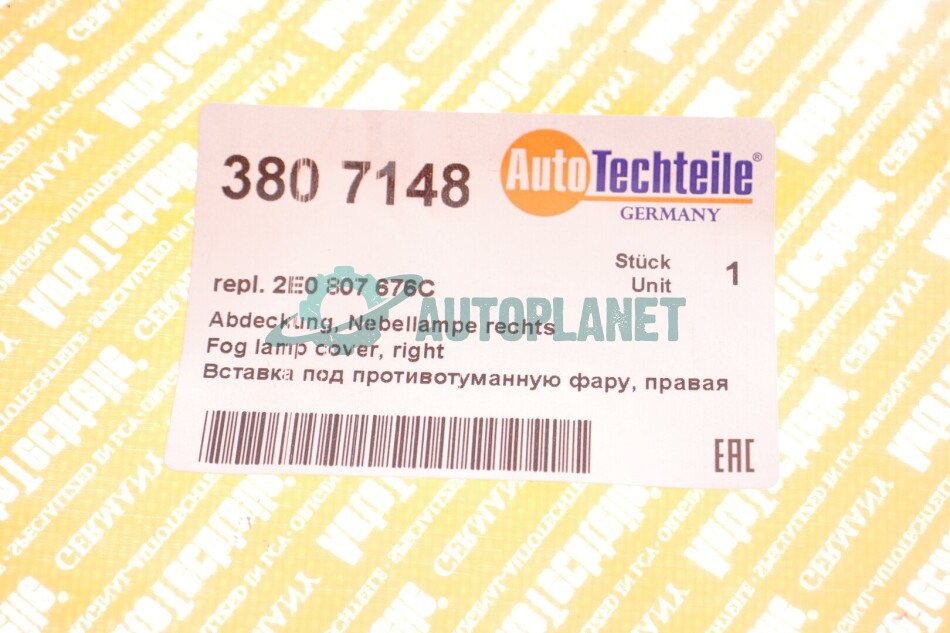 380 7148
AutoTechteile®
GERMANY
Stück
Unit
1
repl. 2E0 807 676C
AUTOPLANET
Abdeckung, Nebellampe rechts
Fog lamp cover, right
Вставка под противотуманную фару, правая
EAC